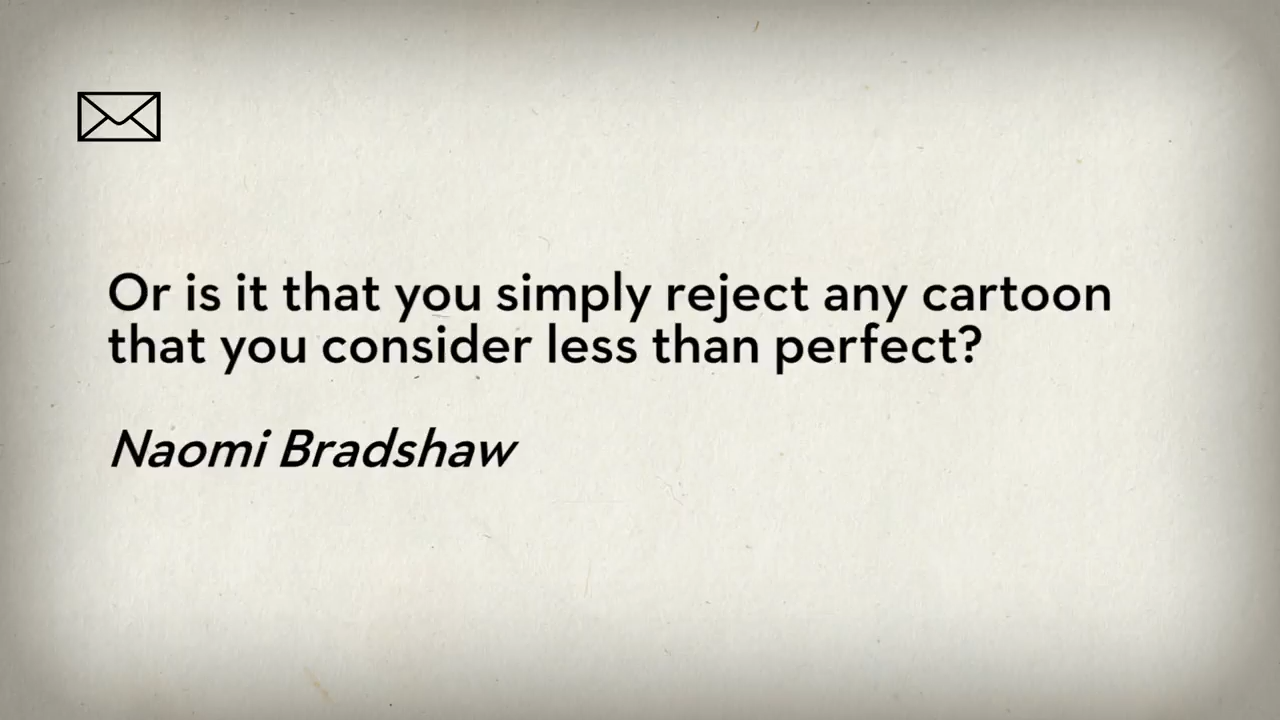 Or is it that you simply reject any cartoon
that you consider less than perfect?
Naomi Bradshaw